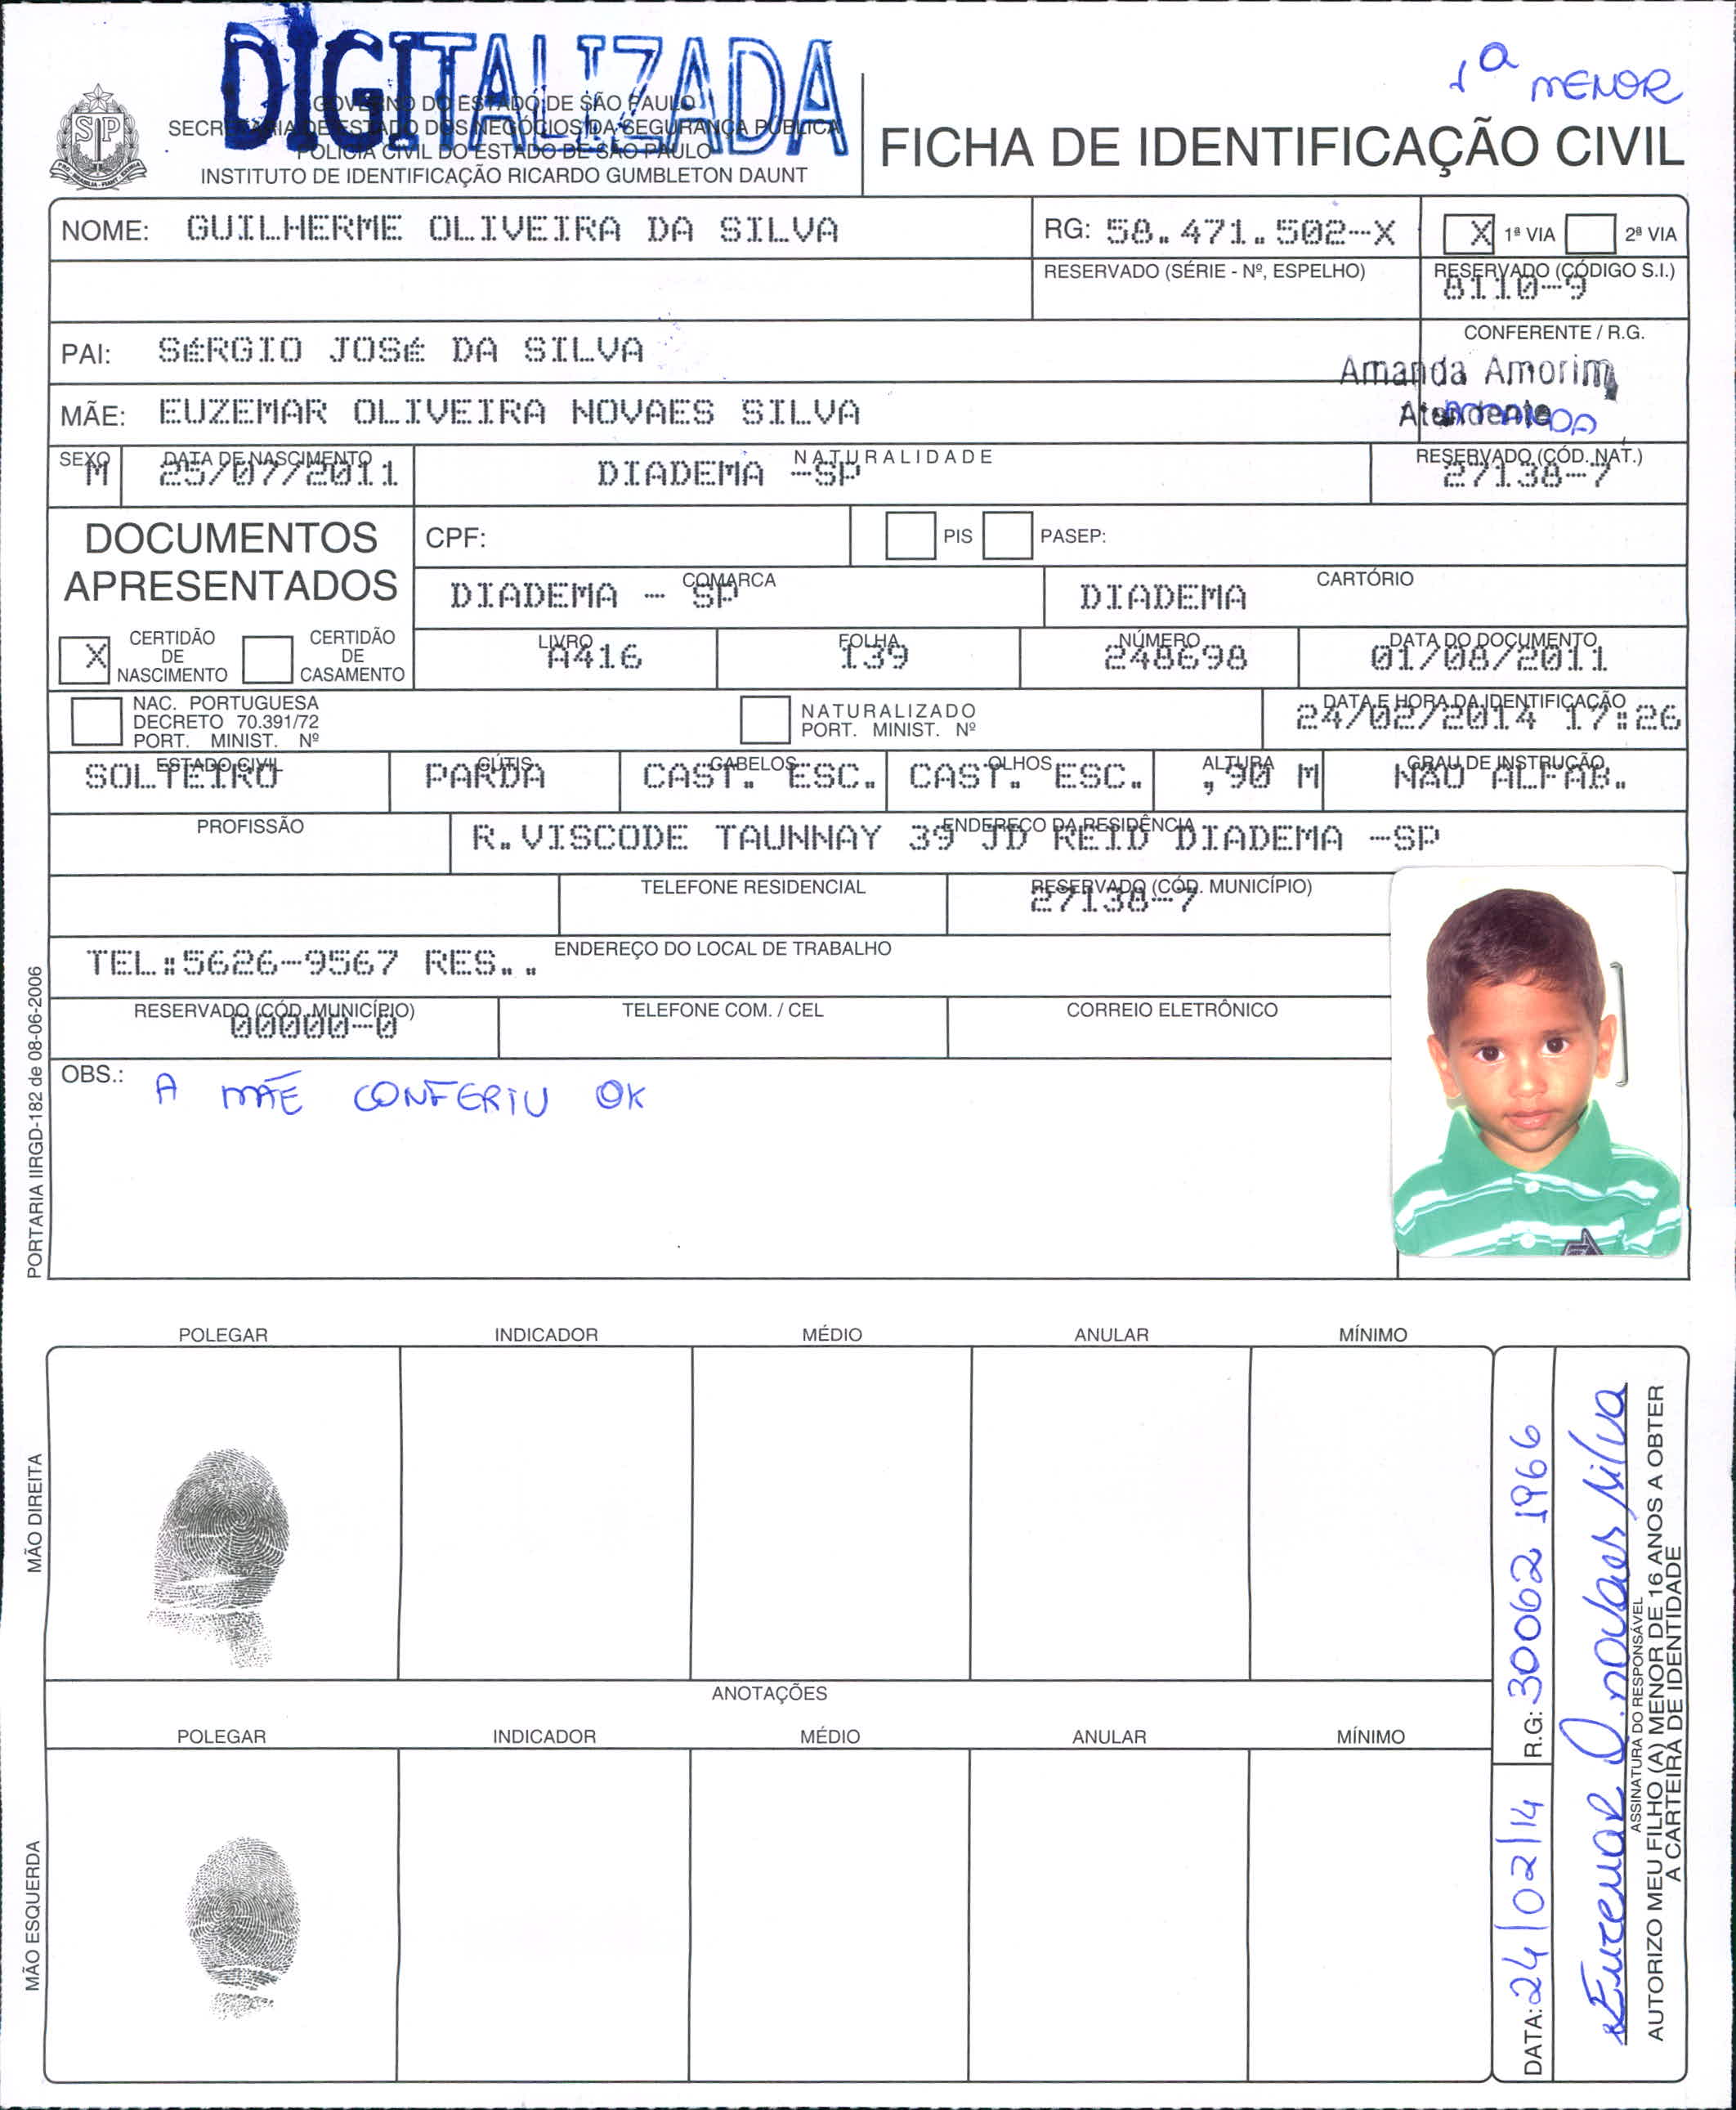 DIGITALIZADA
1ª MENOR
GOVERNO DO ESTADO DE SÃO PAULO
SECRETARIA DE ESTADO DOS NEGÓCIOS DA SEGURANÇA PÚBLICA
POLÍCIA CIVIL DO ESTADO DE SÃO PAULO
INSTITUTO DE IDENTIFICAÇÃO RICARDO GUMBLETON DAUNT
FICHA DE IDENTIFICAÇÃO CIVIL
NOME: GUILHERME OLIVEIRA DA SILVA RG: 58.471.502-X X 1ª VIA 2ª VIA
RESERVADO (SÉRIE - Nº, ESPELHO) RESERVADO (CÓDIGO S.I.)
8110-9
PAI: SÉRGIO JOSÉ DA SILVA CONFERENTE / R.G.
Amanda Amorim
MÃE: EUZEMAR OLIVEIRA NOVAES SILVA Atendente
SEXO DATA DE NASCIMENTO NATURALIDADE RESERVADO (CÓD. NAT.)
M 25/07/2011 DIADEMA -SP 27138-7
DOCUMENTOS APRESENTADOS
CPF: PIS PASEP:
COMARCA CARTÓRIO
DIADEMA - SP DIADEMA
X CERTIDÃO DE NASCIMENTO CERTIDÃO DE CASAMENTO
LIVRO FOLHA NÚMERO DATA DO DOCUMENTO
A416 139 248698 01/08/2011
NAC. PORTUGUESA
DECRETO 70.391/72
PORT. MINIST. Nº
NATURALIZADO
PORT. MINIST. Nº
DATA E HORA DA IDENTIFICAÇÃO
24/02/2014 17:26
ESTADO CIVIL CÚTIS CABELOS OLHOS ALTURA GRAU DE INSTRUÇÃO
SOLTEIRO PARDA CAST. ESC. CAST. ESC. ,90 M NÃO ALFAB.
PROFISSÃO ENDEREÇO DA RESIDÊNCIA
R.VISCODE TAUNNAY 39 JD REID DIADEMA -SP
TELEFONE RESIDENCIAL RESERVADO (CÓD. MUNICÍPIO)
27138-7
ENDEREÇO DO LOCAL DE TRABALHO
TEL:5626-9567 RES..
RESERVADO (CÓD. MUNICÍPIO) TELEFONE COM. / CEL CORREIO ELETRÔNICO
00000-0
OBS.: A MÃE CONFERIU OK
PORTARIA IIRGD-182 de 08-06-2006
POLEGAR INDICADOR MÉDIO ANULAR MÍNIMO
MÃO DIREITA
ANOTAÇÕES
POLEGAR INDICADOR MÉDIO ANULAR MÍNIMO
MÃO ESQUERDA
DATA: 24/02/14 R.G: 30062 1966
Euzemar O. novaes silva
ASSINATURA DO RESPONSÁVEL
AUTORIZO MEU FILHO (A) MENOR DE 16 ANOS A OBTER
A CARTEIRA DE IDENTIDADE